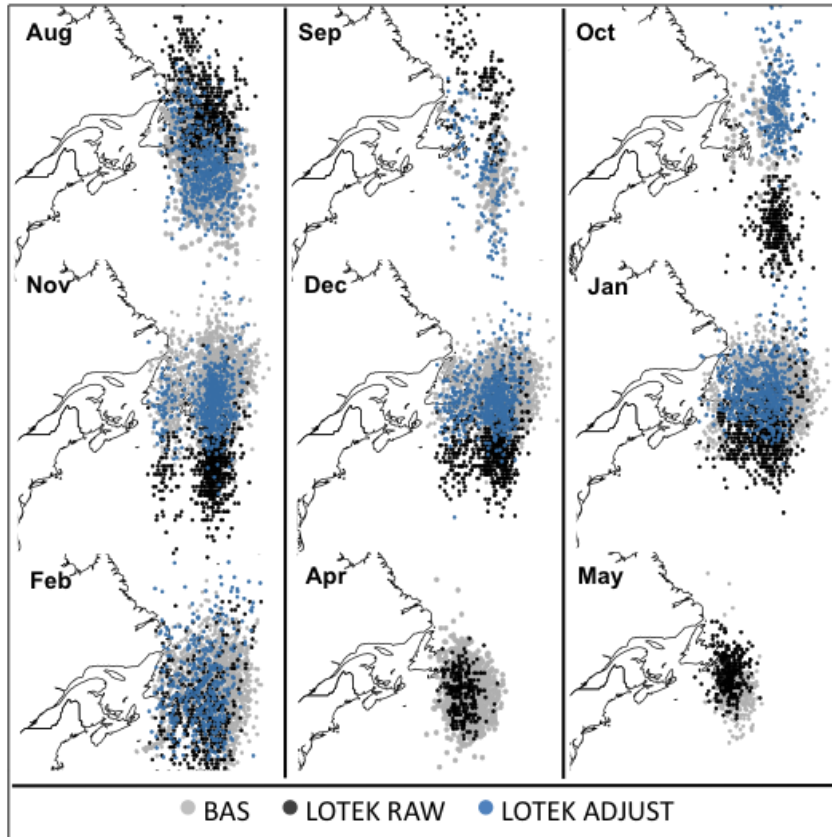 Aug
Sep
Oct
Nov
Dec
Jan
Feb
Apr
May
BAS LOTEK RAW LOTEK ADJUST